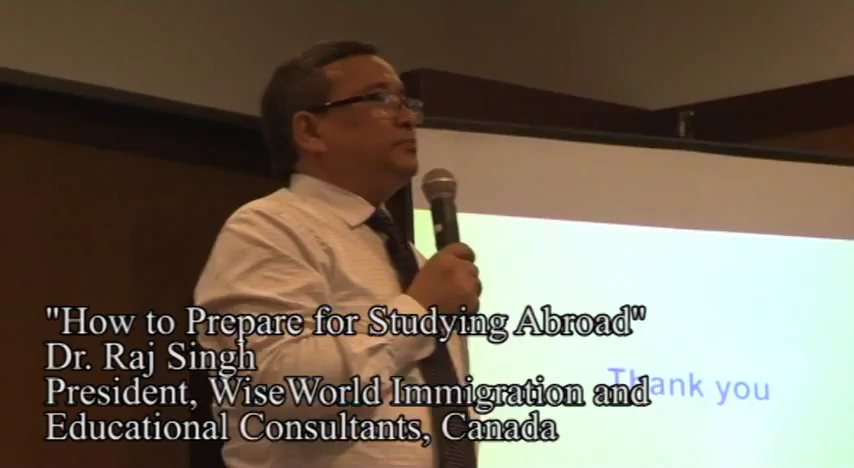 "How to Prepare for Studying Abroad"
Dr. Raj Singh
President, WiseWorld Immigration and
Educational Consultants, Canada
Thank you